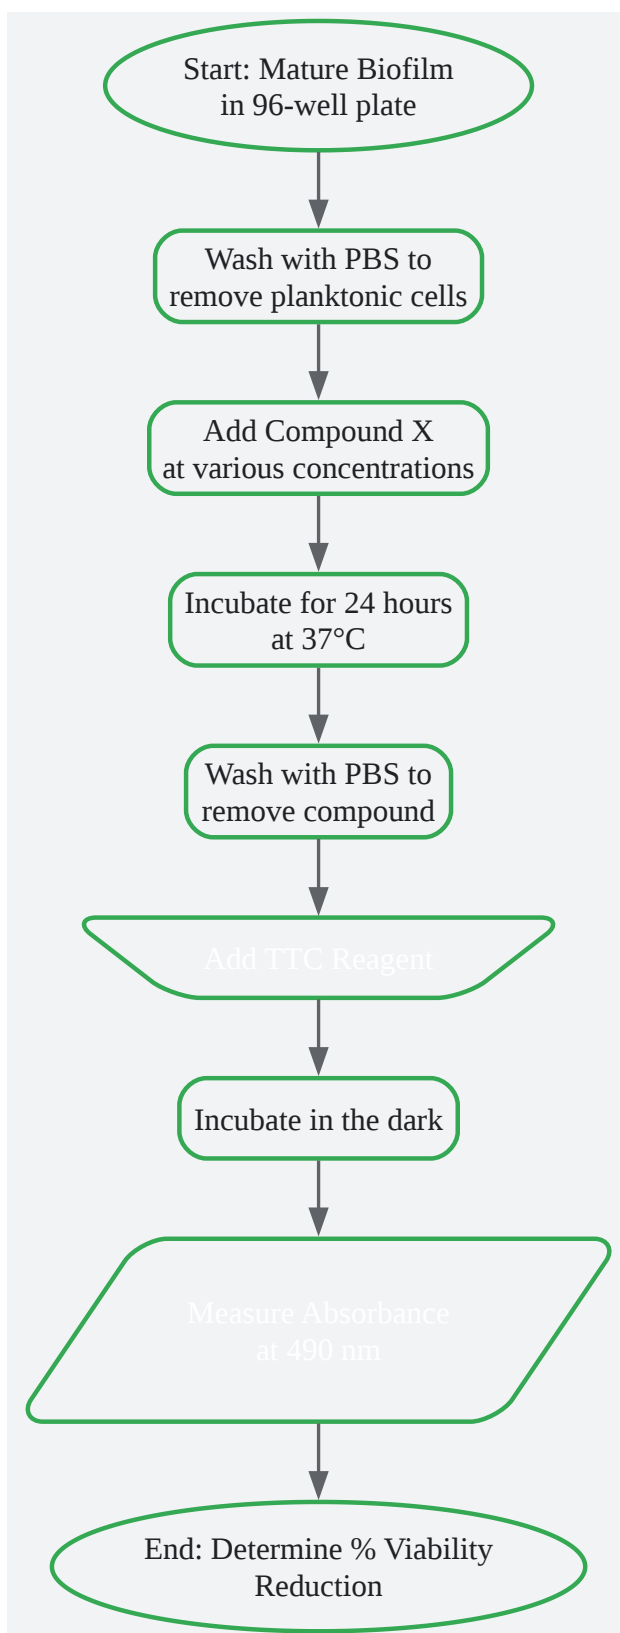 Start: Mature Biofilm
in 96-well plate
Wash with PBS to
remove planktonic cells
Add Compound X
at various concentrations
Incubate for 24 hours
at 37°C
Wash with PBS to
remove compound
Add TTC Reagent
Incubate in the dark
Measure Absorbance
at 490 nm
End: Determine % Viability
Reduction